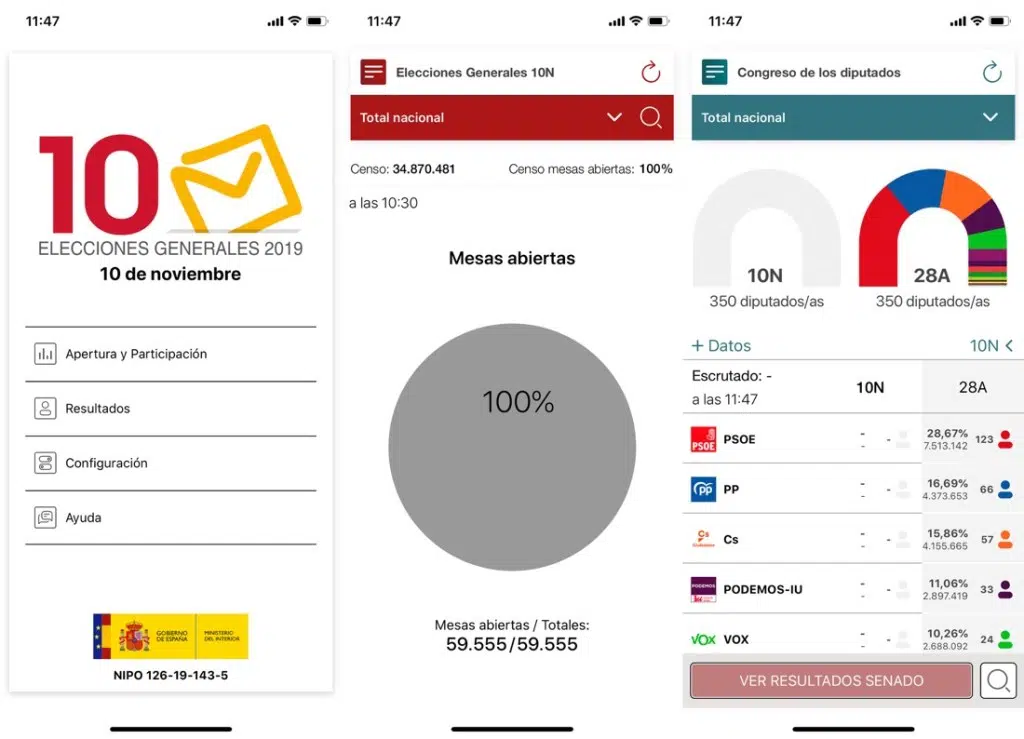 11:47
10
ELECCIONES GENERALES 2019
10 de noviembre
Apertura y Participación
Resultados
Configuración
Ayuda
GOBIERNO
DE ESPAÑA
MINISTERIO
DEL INTERIOR
NIPO 126-19-143-5
11:47
Elecciones Generales 10N
Total nacional
Censo: 34.870.481 Censo mesas abiertas: 100%
a las 10:30
Mesas abiertas
100%
Mesas abiertas / Totales:
59.555/59.555
11:47
Congreso de los diputados
Total nacional
10N 28A
350 diputados/as 350 diputados/as
+ Datos 10N <
Escrutado: - 10N 28A
a las 11:47
PSOE PSOE - - 28,67% 123
- 7.513.142
pp PP - - 16,69% 66
- 4.373.653
Cs Cs - - 15,86% 57
- 4.155.665
PODEMOS PODEMOS-IU - - 11,06% 33
- 2.897.419
VOX VOX - - 10,26% 24
- 2.688.092
VER RESULTADOS SENADO